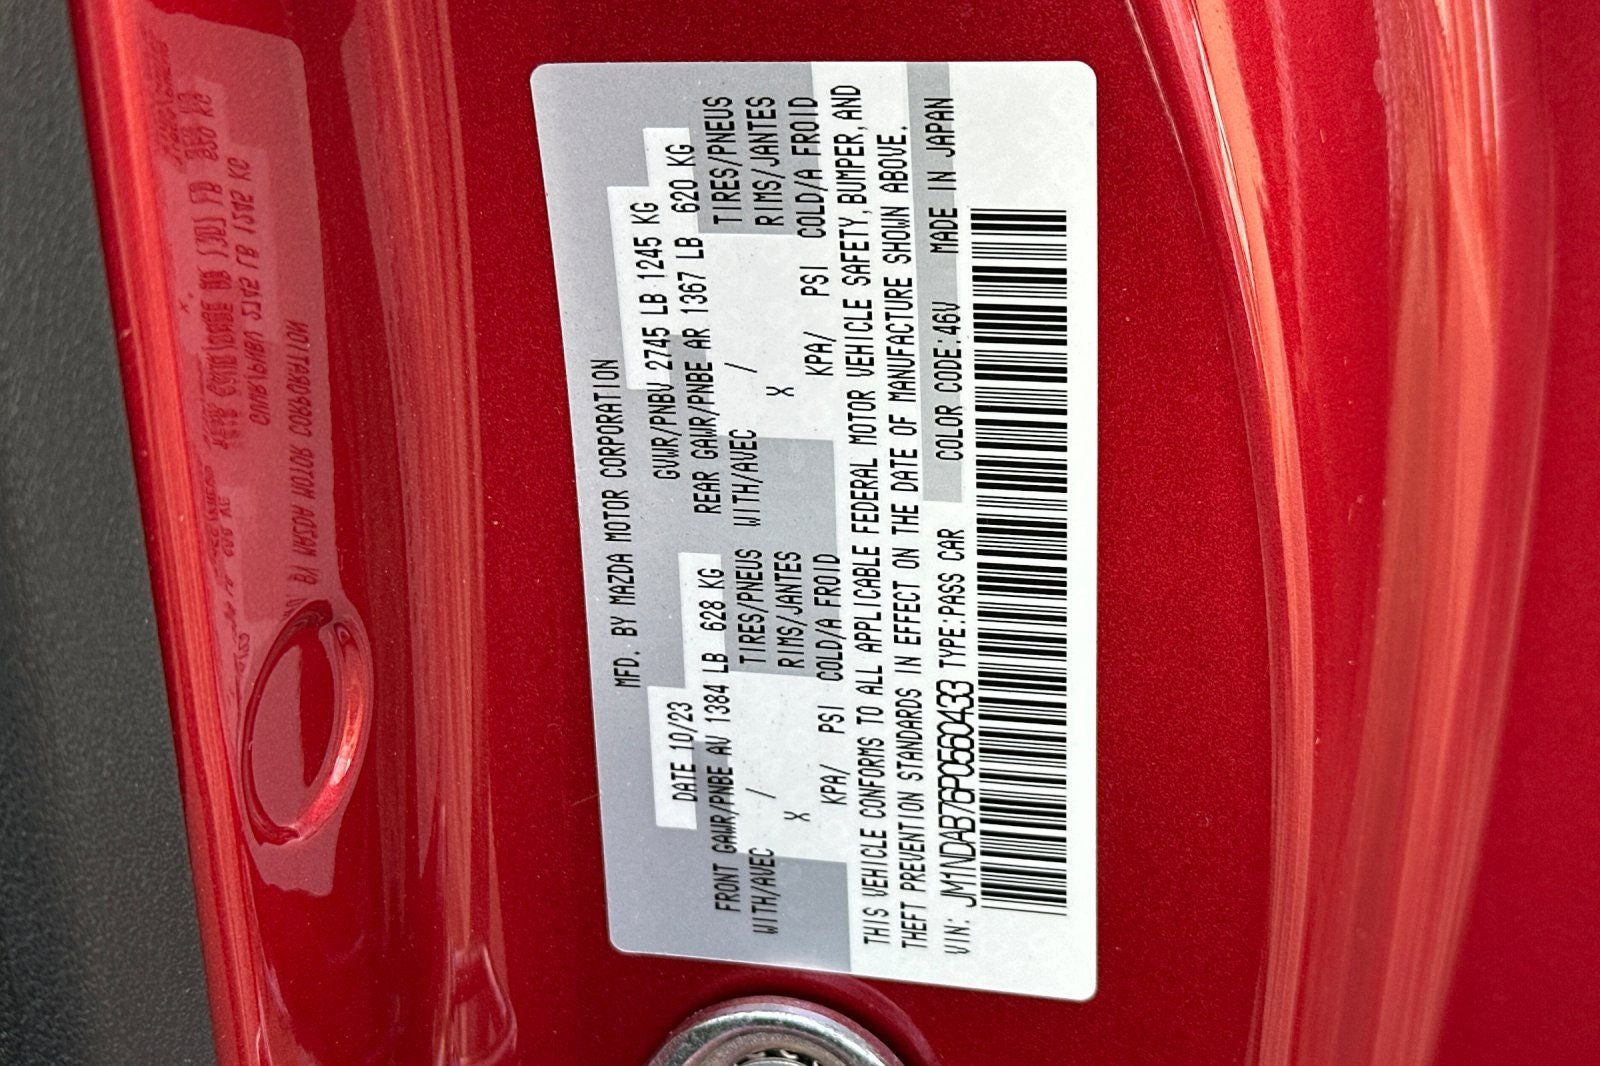 MFD. BY MAZDA MOTOR CORPORATION
DATE 10/23 GVWR/PNBV 2745 LB 1245 KG
FRONT GAWR/PNBE AV 1384 LB 628 KG REAR GAWR/PNBE AR 1367 LB 620 KG
WITH/AVEC / TIRES/PNEUS WITH/AVEC / TIRES/PNEUS
X RIMS/JANTES X RIMS/JANTES
KPA/ PSI COLD/A FROID KPA/ PSI COLD/A FROID
THIS VEHICLE CONFORMS TO ALL APPLICABLE FEDERAL MOTOR VEHICLE SAFETY,BUMPER,AND
THEFT PREVENTION STANDARDS IN EFFECT ON THE DATE OF MANUFACTURE SHOWN ABOVE.
VIN: JM1NDAB76P0560433 TYPE:PASS CAR COLOR CODE:46V MADE IN JAPAN